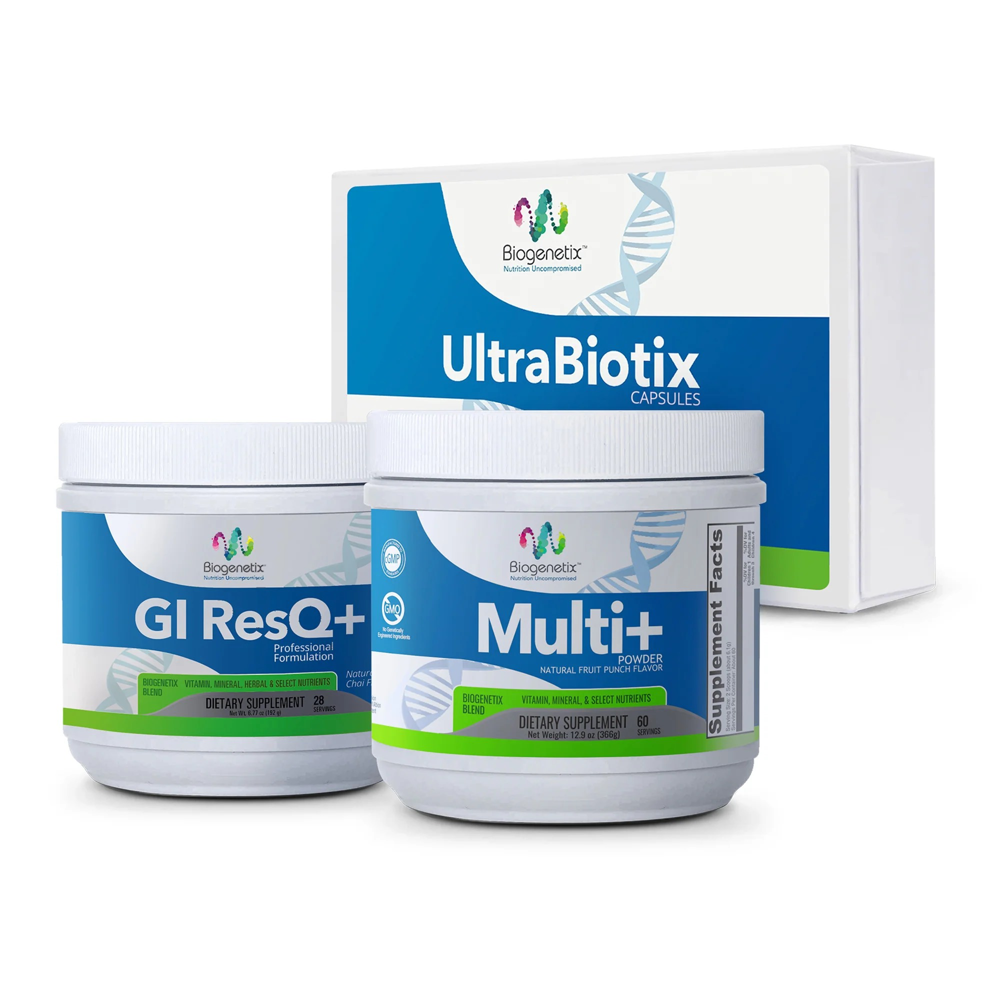 Biogenetix™
Nutrition Uncompromised
UltraBiotix
CAPSULES
Biogenetix™
Nutrition Uncompromised
GI ResQ+
Professional
Formulation
Chai
BIOGENETIX
BLEND
VITAMIN, MINERAL, HERBAL & SELECT NUTRIENTS
DIETARY SUPPLEMENT
Net Wt. 6.77 oz (192 g)
28
SERVINGS
MANUFACTURED TO
cGMP
STANDARDS
GMO
No Genetically
Engineered Ingredients
Biogenetix™
Nutrition Uncompromised
Multi+
POWDER
NATURAL FRUIT PUNCH FLAVOR
BIOGENETIX
BLEND
VITAMIN, MINERAL, & SELECT NUTRIENTS
DIETARY SUPPLEMENT
Net Weight: 12.9 oz (366g)
60
SERVINGS
Supplement Facts
Serving Size: 2 Scoops (about 6.1g)
Servings Per Container: About 60
%DV for
Children 1
through 3
%DV for
Adults and
Children 4